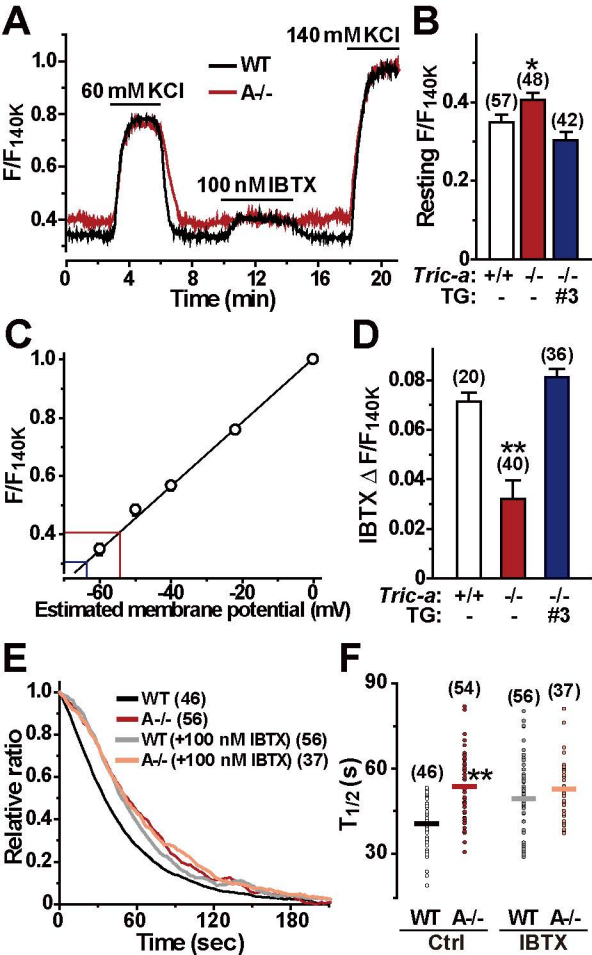 A
140 mM KCl
WT
A-/-
60 mM KCl
100 nM IBTX
F/F140K
1.0
0.8
0.6
0.4
0 4 8 12 16 20
Time (min)
B
*
(57) (48) (42)
Resting F/F140K
0.4
0.2
0
Tric-a: +/+ -/- -/-
TG: - - #3
C
F/F140K
1.0
0.8
0.6
0.4
-60 -40 -20 0
Estimated membrane potential (mV)
D
(20) ** (40) (36)
IBTX Δ F/F140K
0.08
0.06
0.04
0.02
0
Tric-a: +/+ -/- -/-
TG: - - #3
E
WT (46)
A-/- (56)
WT (+100 nM IBTX) (56)
A-/- (+100 nM IBTX) (37)
Relative ratio
1.0
0.8
0.6
0.4
0.2
0
0 60 120 180
Time (sec)
F
(46) (54) (56) (37)
**
T1/2 (s)
90
60
30
WT A-/- WT A-/-
Ctrl IBTX